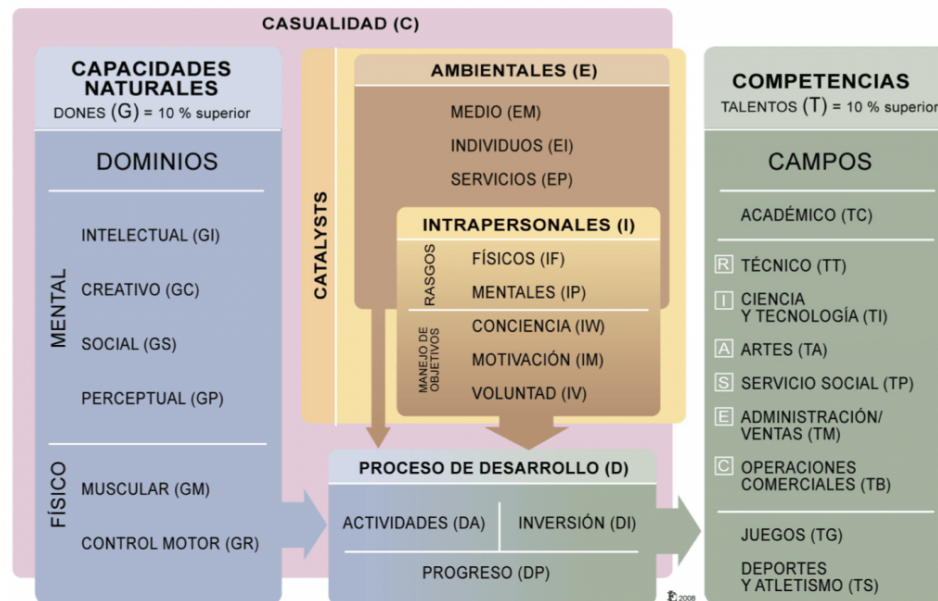 CASUALIDAD (C)
CAPACIDADES
NATURALES
DONES (G) = 10 % superior
DOMINIOS
MENTAL
INTELECTUAL (GI)
CREATIVO (GC)
SOCIAL (GS)
PERCEPTUAL (GP)
FÍSICO
MUSCULAR (GM)
CONTROL MOTOR (GR)
CATALYSTS
AMBIENTALES (E)
MEDIO (EM)
INDIVIDUOS (EI)
SERVICIOS (EP)
INTRAPERSONALES (I)
RASGOS
FÍSICOS (IF)
MENTALES (IP)
MANEJO DE
OBJETIVOS
CONCIENCIA (IW)
MOTIVACIÓN (IM)
VOLUNTAD (IV)
PROCESO DE DESARROLLO (D)
ACTIVIDADES (DA)
INVERSIÓN (DI)
PROGRESO (DP)
2008
COMPETENCIAS
TALENTOS (T) = 10 % superior
CAMPOS
ACADÉMICO (TC)
R TÉCNICO (TT)
I CIENCIA
Y TECNOLOGÍA (TI)
A ARTES (TA)
S SERVICIO SOCIAL (TP)
E ADMINISTRACIÓN/
VENTAS (TM)
C OPERACIONES
COMERCIALES (TB)
JUEGOS (TG)
DEPORTES
Y ATLETISMO (TS)